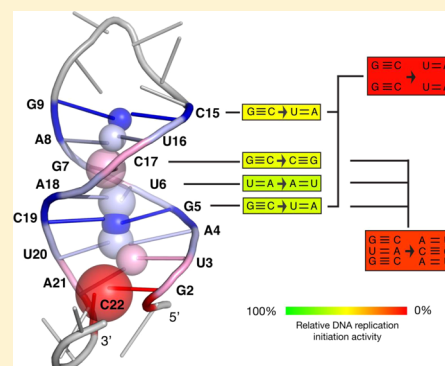 G9
C15
A8
U16
G7
C17
A18
U6
C19
G5
A4
U20
U3
A21
G2
C22
5’
3’
G≡C➔U=A
G≡C➔C≡G
U=A➔A=U
G≡C➔U=A
G≡C U=A
➔
G≡C U=A
G≡C A=U
U=A➔C≡G
G≡C A=U
100% 0%
Relative DNA replication
initiation activity